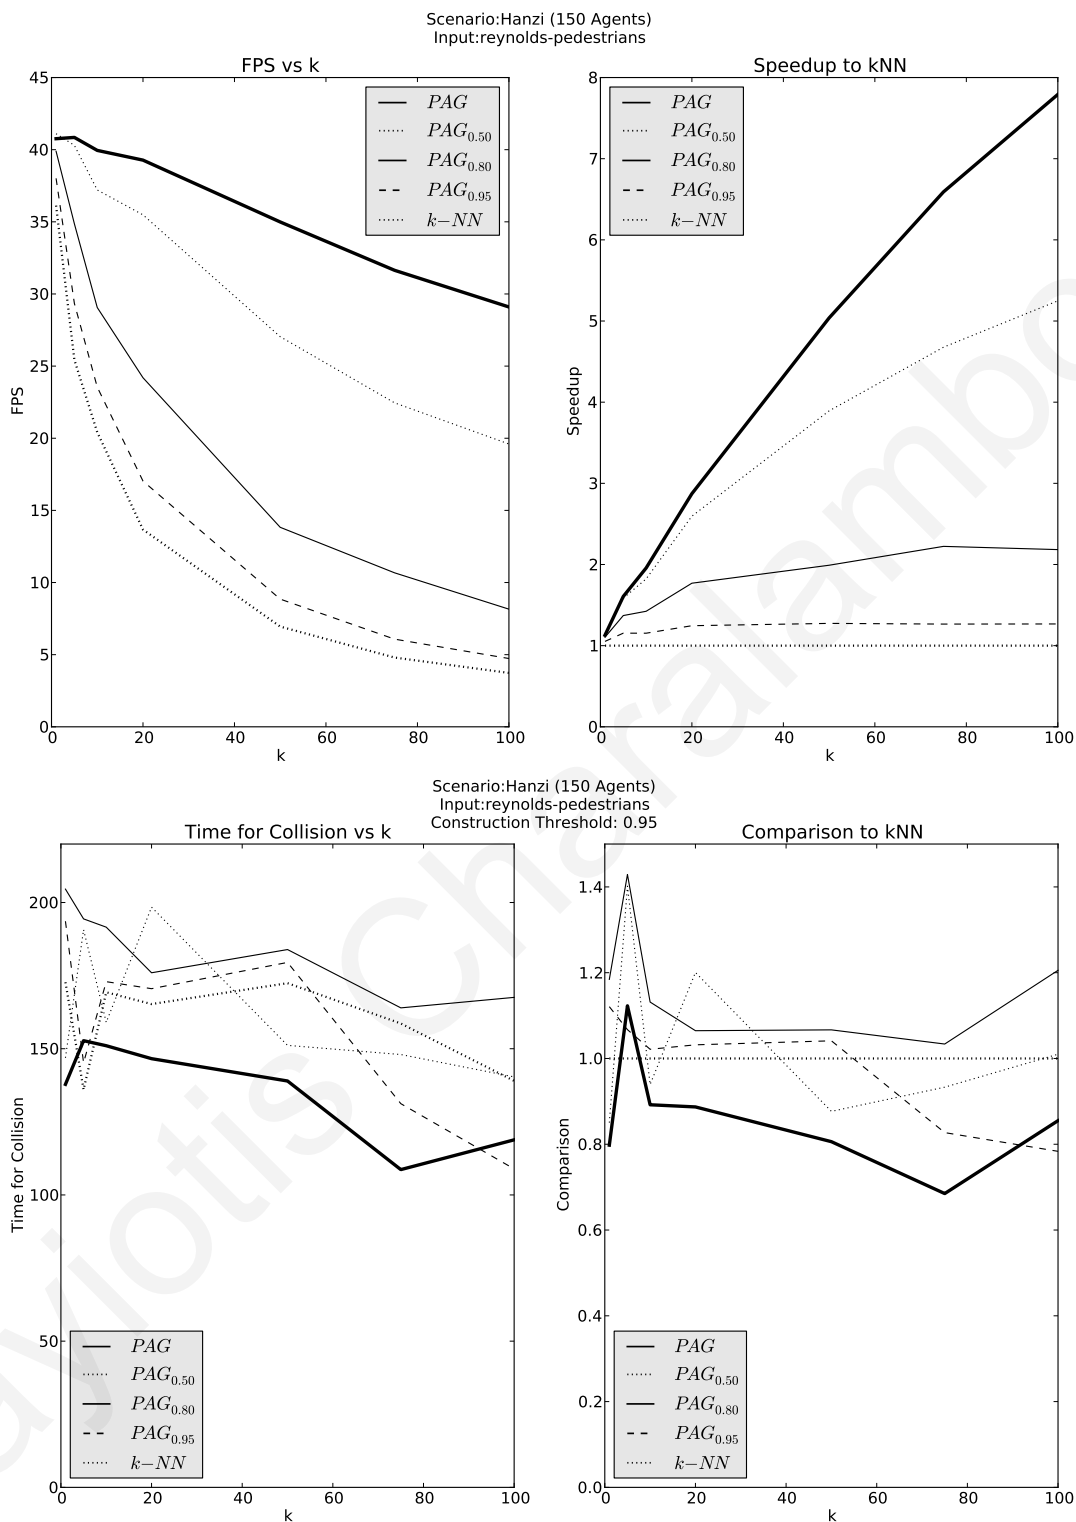 Scenario:Hanzi (150 Agents)
Input:reynolds-pedestrians
FPS vs k
45
40
35
30
25
20
15
10
5
0
FPS
0 20 40 60 80 100
k
PAG
PAG0.50
PAG0.80
PAG0.95
k−NN
Speedup to kNN
8
7
6
5
4
3
2
1
0
Speedup
0 20 40 60 80 100
k
PAG
PAG0.50
PAG0.80
PAG0.95
k−NN
Scenario:Hanzi (150 Agents)
Input:reynolds-pedestrians
Construction Threshold: 0.95
Time for Collision vs k
200
150
100
50
0
Time for Collision
0 20 40 60 80 100
k
PAG
PAG0.50
PAG0.80
PAG0.95
k−NN
Comparison to kNN
1.4
1.2
1.0
0.8
0.6
0.4
0.2
0.0
Comparison
0 20 40 60 80 100
k
PAG
PAG0.50
PAG0.80
PAG0.95
k−NN
ayiotis Charalambo